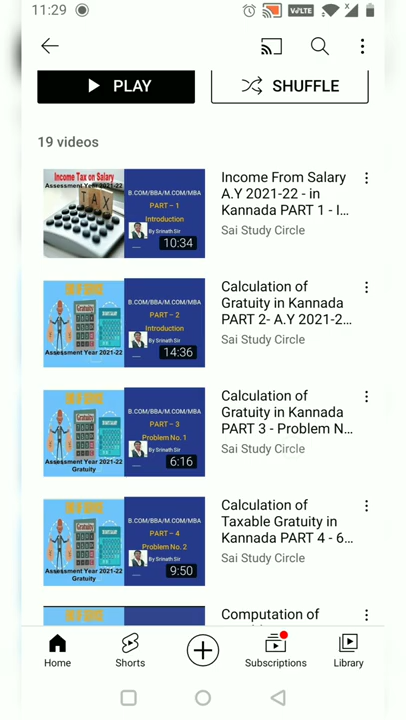 11:29
VoLTE
PLAY
SHUFFLE
19 videos
Income Tax on Salary
Assessment Year 2021-22
TAX
B.COM/BBA/M.COM/MBA
PART – 1
Introduction
By Srinath Sir
10:34
Income From Salary
A.Y 2021-22 - in
Kannada PART 1 - I...
Sai Study Circle
Gratuity
Assessment Year 2021-22
B.COM/BBA/M.COM/MBA
PART – 2
Introduction
By Srinath Sir
14:36
Calculation of
Gratuity in Kannada
PART 2- A.Y 2021-2...
Sai Study Circle
Gratuity
Assessment Year 2021-22
Gratuity
B.COM/BBA/M.COM/MBA
PART – 3
Problem No. 1
By Srinath Sir
6:16
Calculation of
Gratuity in Kannada
PART 3 - Problem N...
Sai Study Circle
Gratuity
Assessment Year 2021-22
Gratuity
B.COM/BBA/M.COM/MBA
PART – 4
Problem No. 2
By Srinath Sir
9:50
Calculation of
Taxable Gratuity in
Kannada PART 4 - 6...
Sai Study Circle
Computation of
Home
Shorts
Subscriptions
Library